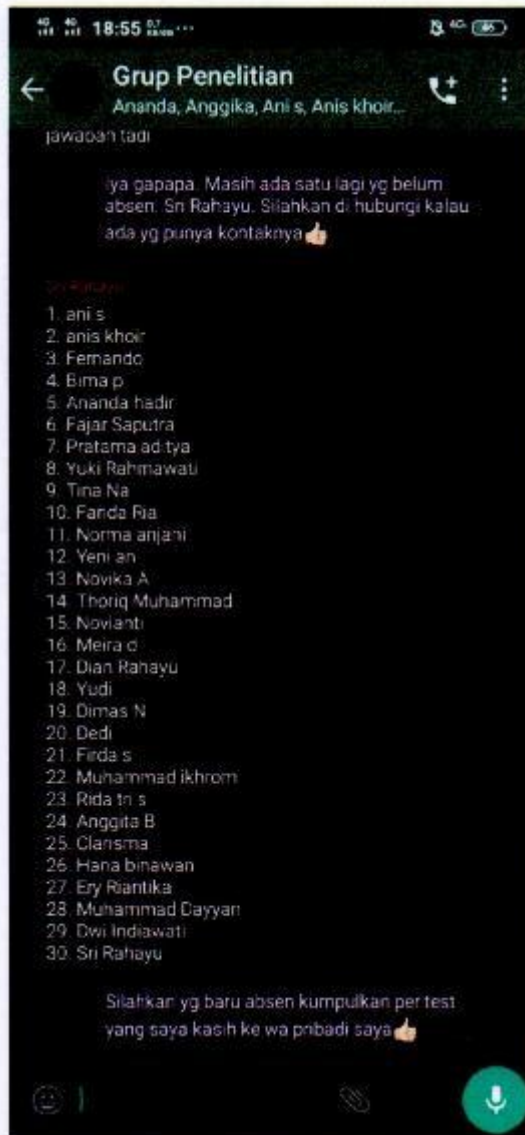 18:55
Grup Penelitian
Ananda, Anggika, Ani s, Anis khoir...
jawaban tadi
Iya gapapa. Masih ada satu lagi yg belum
absen. Sri Rahayu. Silahkan di hubungi kalau
ada yg punya kontaknya👍🏼
Sri Rahayu
1. ani s
2. anis khoir
3. Fernando
4. Bima p
5. Ananda hadir
6. Fajar Saputra
7. Pratama aditya
8. Yuki Rahmawati
9. Tina Na
10. Farida Ria
11. Norma anjani
12. Yeni an
13. Novika A
14. Thoriq Muhammad
15. Novianti
16. Meira d
17. Dian Rahayu
18. Yudi
19. Dimas N
20. Dedi
21. Firda s
22. Muhammad ikhrom
23. Rida tri s
24. Anggita B
25. Clarisma
26. Hana binawan
27. Ery Riantika
28. Muhammad Dayyan
29. Dwi Indiawati
30. Sri Rahayu
Silahkan yg baru absen kumpulkan per test
yang saya kasih ke wa pribadi saya👍🏼